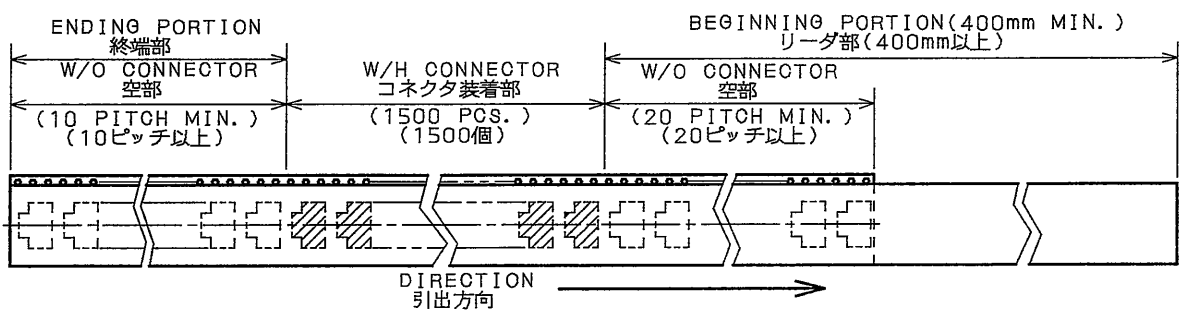 ENDING PORTION
終端部
W/O CONNECTOR
空部
(10 PITCH MIN.)
(10ピッチ以上)
W/H CONNECTOR
コネクタ装着部
(1500 PCS.)
(1500個)
BEGINNING PORTION(400mm MIN.)
リーダ部(400mm以上)
W/O CONNECTOR
空部
(20 PITCH MIN.)
(20ピッチ以上)
DIRECTION
引出方向